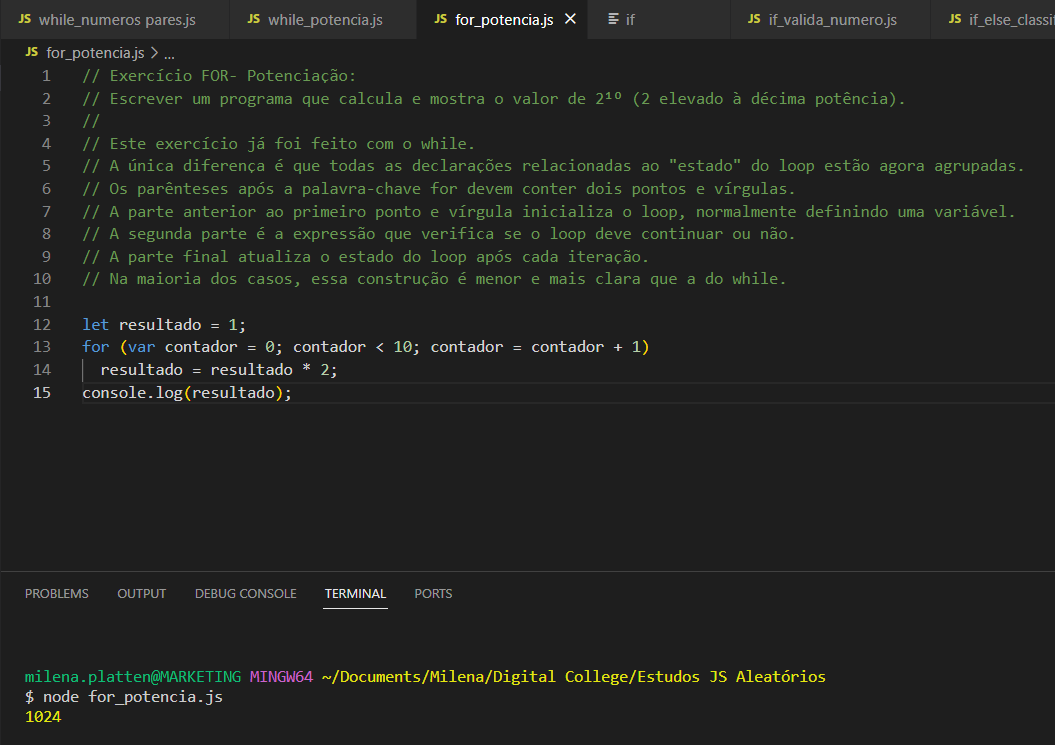 JS while_numeros pares.js JS while_potencia.js JS for_potencia.js if JS if_valida_numero.js JS if_else_classi
JS for_potencia.js > ...
1 // Exercício FOR- Potenciação:
2 // Escrever um programa que calcula e mostra o valor de 2¹⁰ (2 elevado à décima potência).
3 //
4 // Este exercício já foi feito com o while.
5 // A única diferença é que todas as declarações relacionadas ao "estado" do loop estão agora agrupadas.
6 // Os parênteses após a palavra-chave for devem conter dois pontos e vírgulas.
7 // A parte anterior ao primeiro ponto e vírgula inicializa o loop, normalmente definindo uma variável.
8 // A segunda parte é a expressão que verifica se o loop deve continuar ou não.
9 // A parte final atualiza o estado do loop após cada iteração.
10 // Na maioria dos casos, essa construção é menor e mais clara que a do while.
11
12 let resultado = 1;
13 for (var contador = 0; contador < 10; contador = contador + 1)
14 resultado = resultado * 2;
15 console.log(resultado);
PROBLEMS OUTPUT DEBUG CONSOLE TERMINAL PORTS
milena.platten@MARKETING MINGW64 ~/Documents/Milena/Digital College/Estudos JS Aleatórios
$ node for_potencia.js
1024